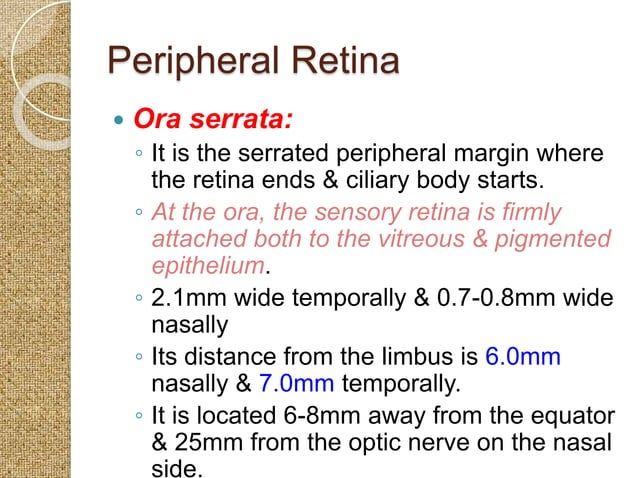 Peripheral Retina
• Ora serrata:
◦ It is the serrated peripheral margin where
the retina ends & ciliary body starts.
◦ At the ora, the sensory retina is firmly
attached both to the vitreous & pigmented
epithelium.
◦ 2.1mm wide temporally & 0.7-0.8mm wide
nasally
◦ Its distance from the limbus is 6.0mm
nasally & 7.0mm temporally.
◦ It is located 6-8mm away from the equator
& 25mm from the optic nerve on the nasal
side.